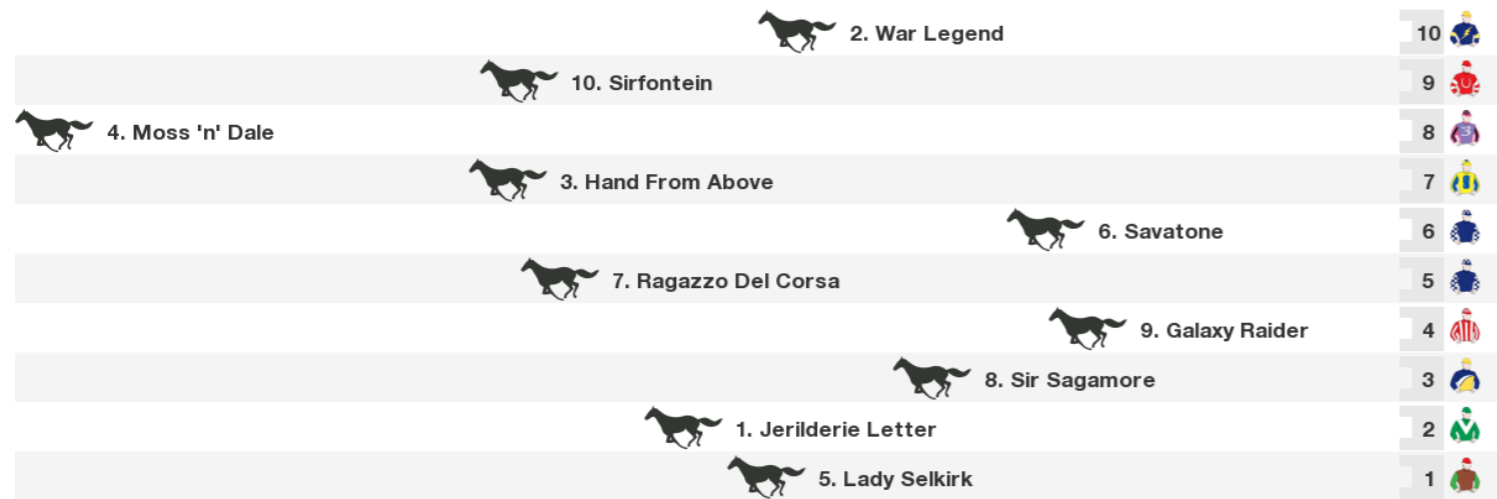 2. War Legend 10
10. Sirfontein 9
4. Moss 'n' Dale 8
3. Hand From Above 7
6. Savatone 6
7. Ragazzo Del Corsa 5
9. Galaxy Raider 4
8. Sir Sagamore 3
1. Jerilderie Letter 2
5. Lady Selkirk 1